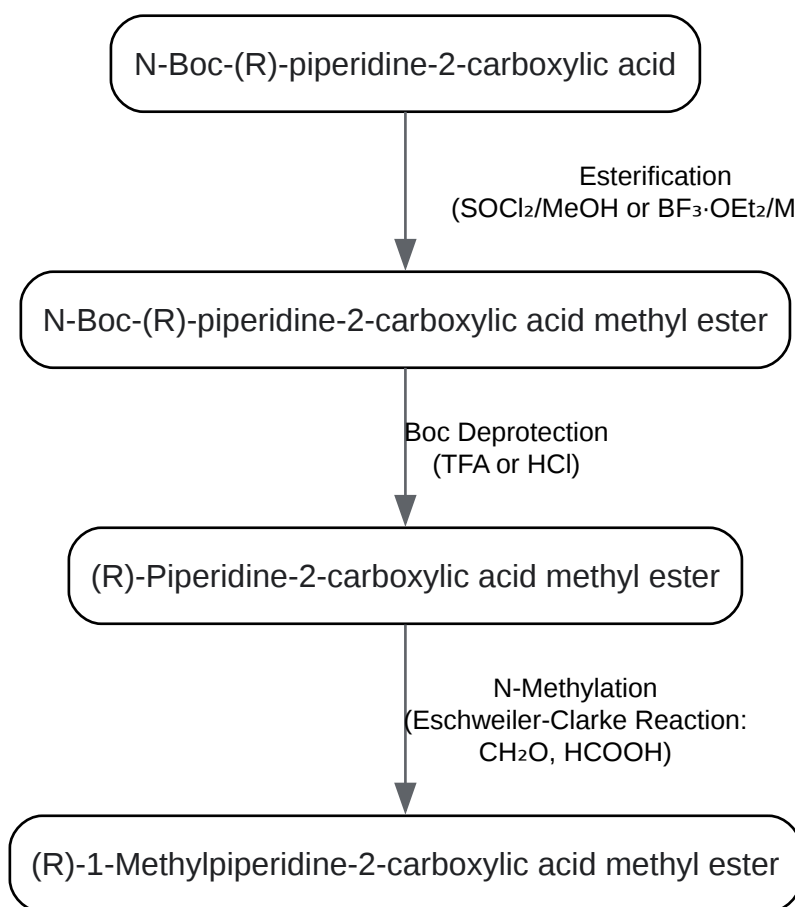 N-Boc-(R)-piperidine-2-carboxylic acid
Esterification
(SOCl₂/MeOH or BF₃·OEt₂/M
N-Boc-(R)-piperidine-2-carboxylic acid methyl ester
Boc Deprotection
(TFA or HCl)
(R)-Piperidine-2-carboxylic acid methyl ester
N-Methylation
(Eschweiler-Clarke Reaction:
CH₂O, HCOOH)
(R)-1-Methylpiperidine-2-carboxylic acid methyl ester